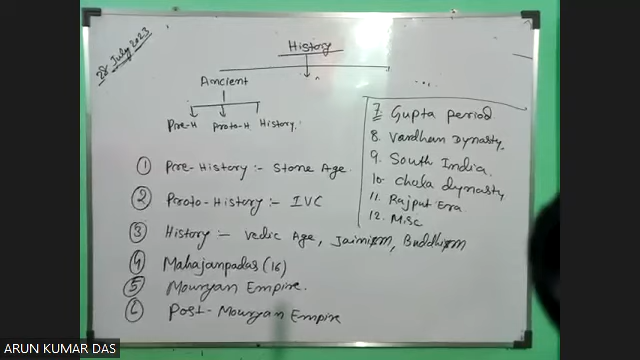 28 July 2023
History
Ancient
Pre-H Proto-H History:
① Pre-History :- Stone Age
② Proto-History :- IVC
③ History :- Vedic Age, Jainism, Buddhism
④ Mahajanpadas (16)
⑤ Mouryan Empire.
⑥ Post-Mouryan Empire
7. Gupta period
8. Vardhan Dynasty.
9. South India.
10. Chola dynasty
11. Rajput Era
12. Misc
ARUN KUMAR DAS